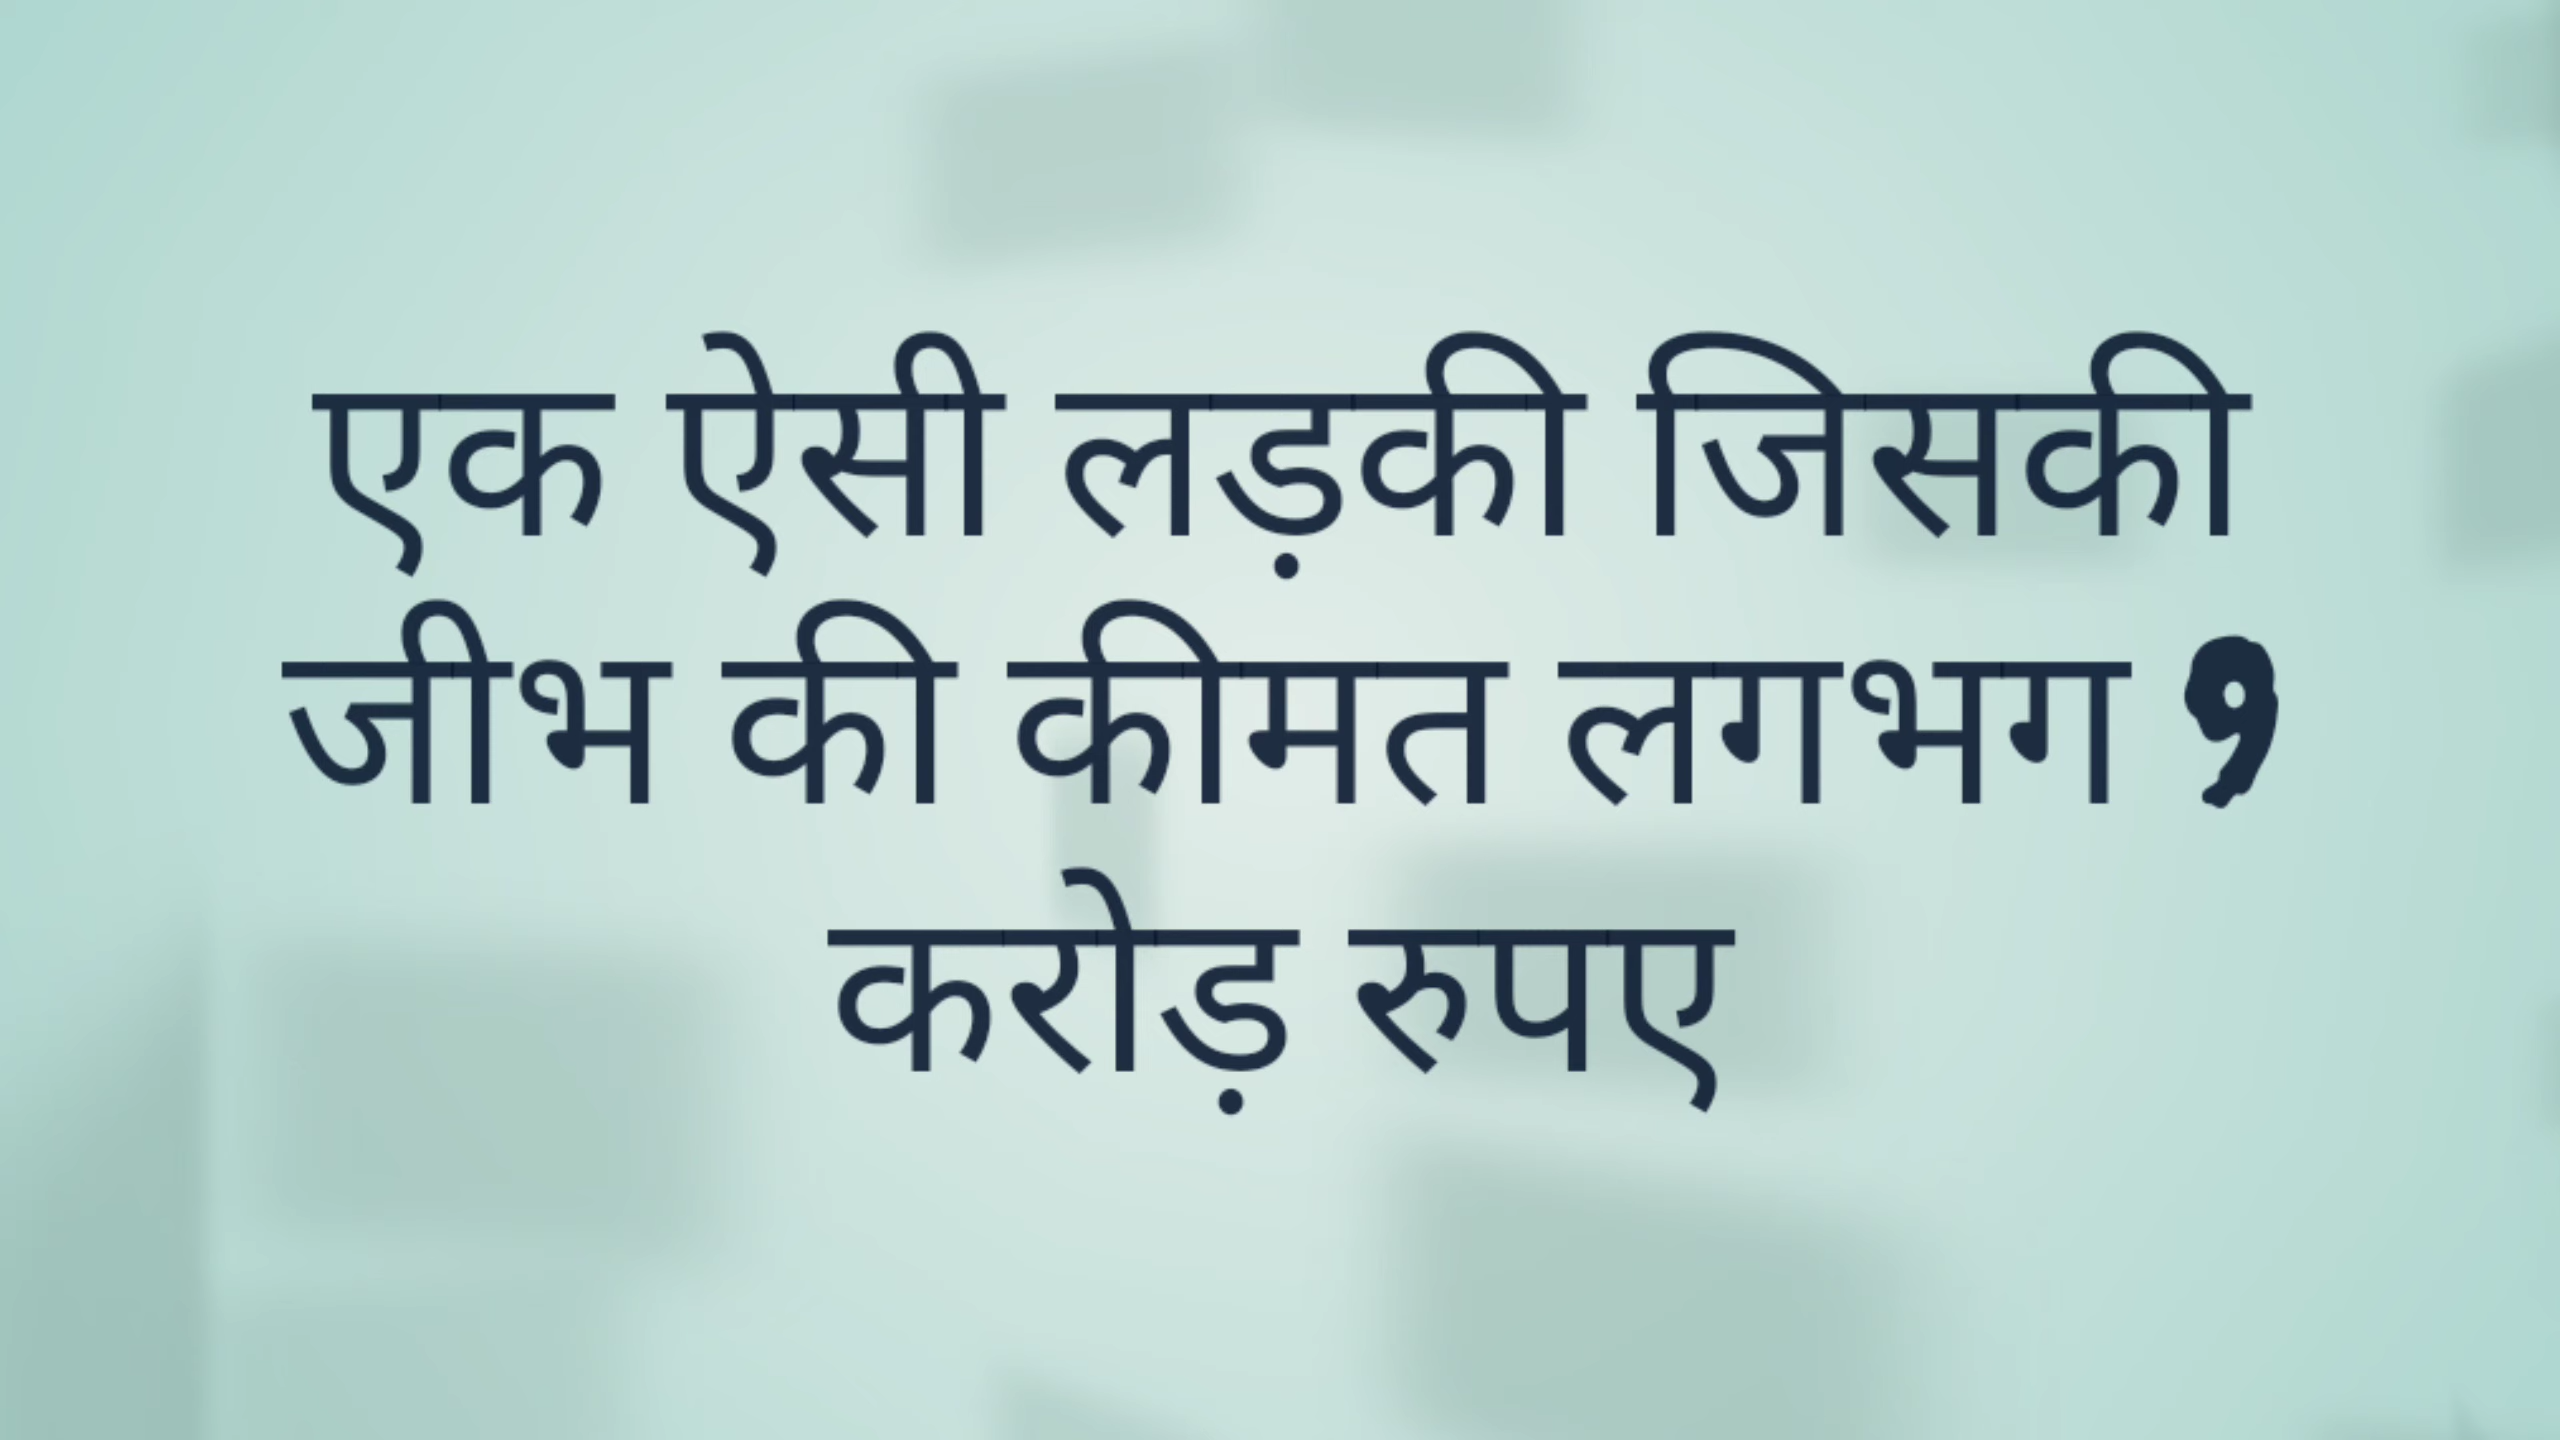 एक ऐसी लड़की जिसकी
जीभ की कीमत लगभग 9
करोड़ रुपए